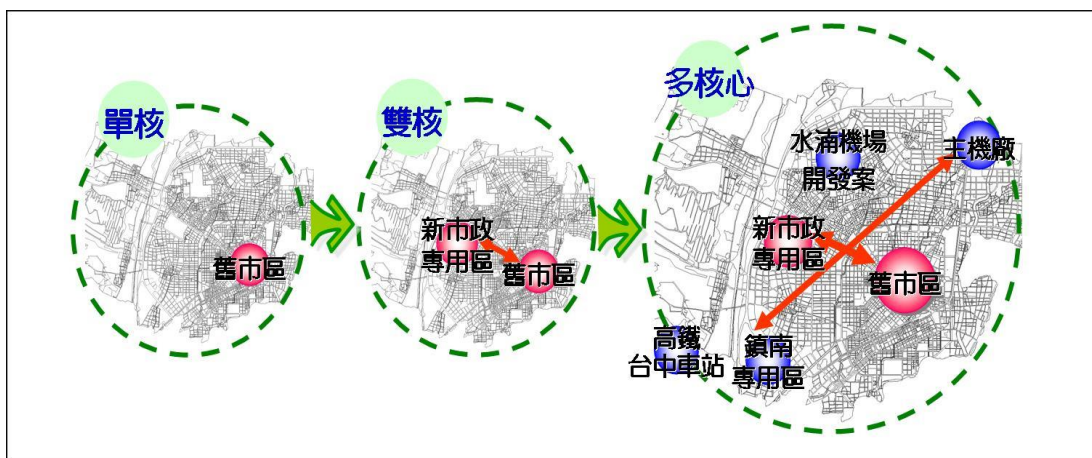 單核
舊市區
雙核
新市政
專用區
舊市區
多核心
水湳機場
開發案
主機廠
新市政
專用區
舊市區
高鐵
台中車站
鎮南
專用區